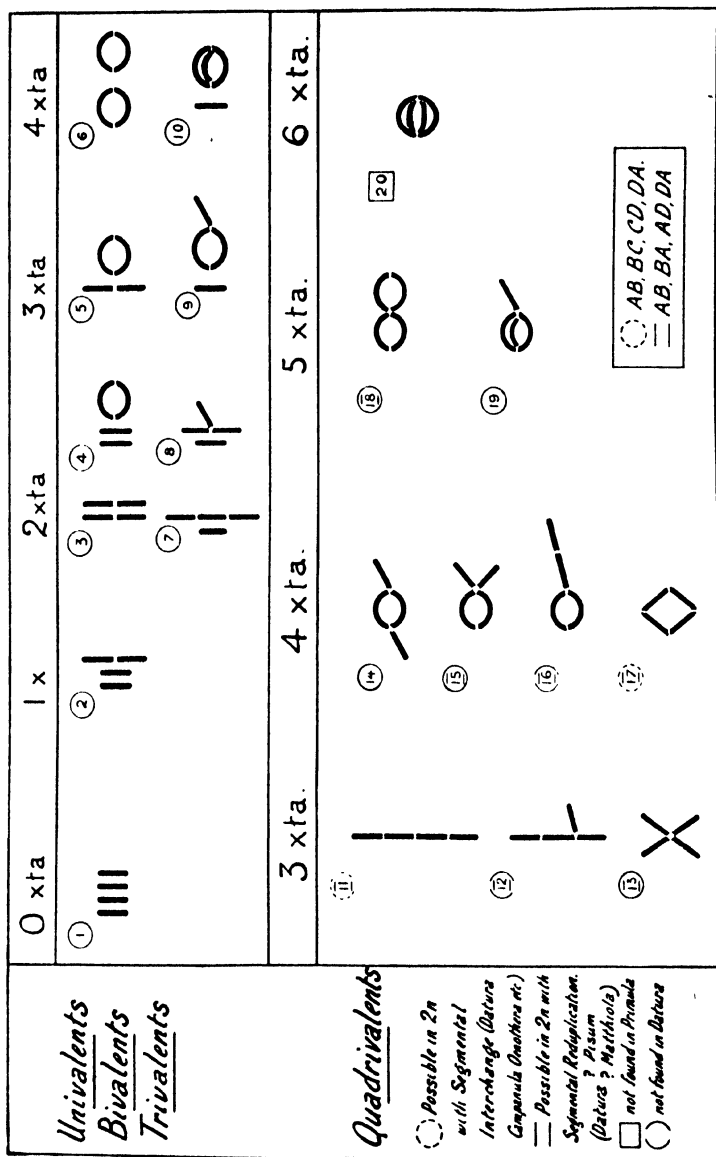 0 xta
1 x
2 xta
3 xta
4 xta
Univalents
Bivalents
Trivalents
1
2
3
4
5
6
7
8
9
10
3 xta.
4 xta.
5 xta.
6 xta.
Quadrivalents
Possible in 2n
with Segmental
Interchange (Datura
Campanula Oenothera etc)
Possible in 2n with
Segmental Reduplication.
(Datura ? Pisum
? Matthiola)
not found in Primula
not found in Datura
11
12
13
14
15
16
17
18
19
20
AB, BC, CD, DA.
AB, BA, AD, DA